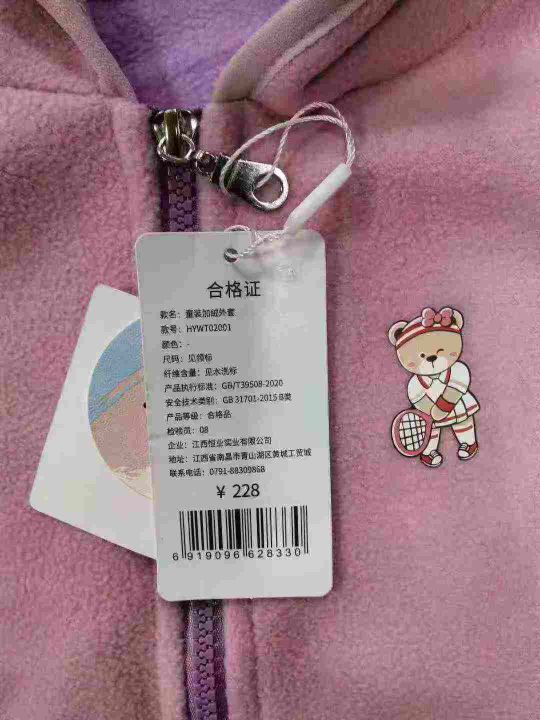 合格证
款名：童装加绒外套
款号：HYWT02001
颜色：-
尺码：见领标
纤维含量：见水洗标
产品执行标准：GB/T39508-2020
安全技术类别：GB 31701-2015 B类
产品等级：合格品
检验员：08
企业：江西恒业实业有限公司
地址：江西省南昌市青山湖区黄城工贸城
联系电话：0791-88309868
¥ 228
6 919096 628330